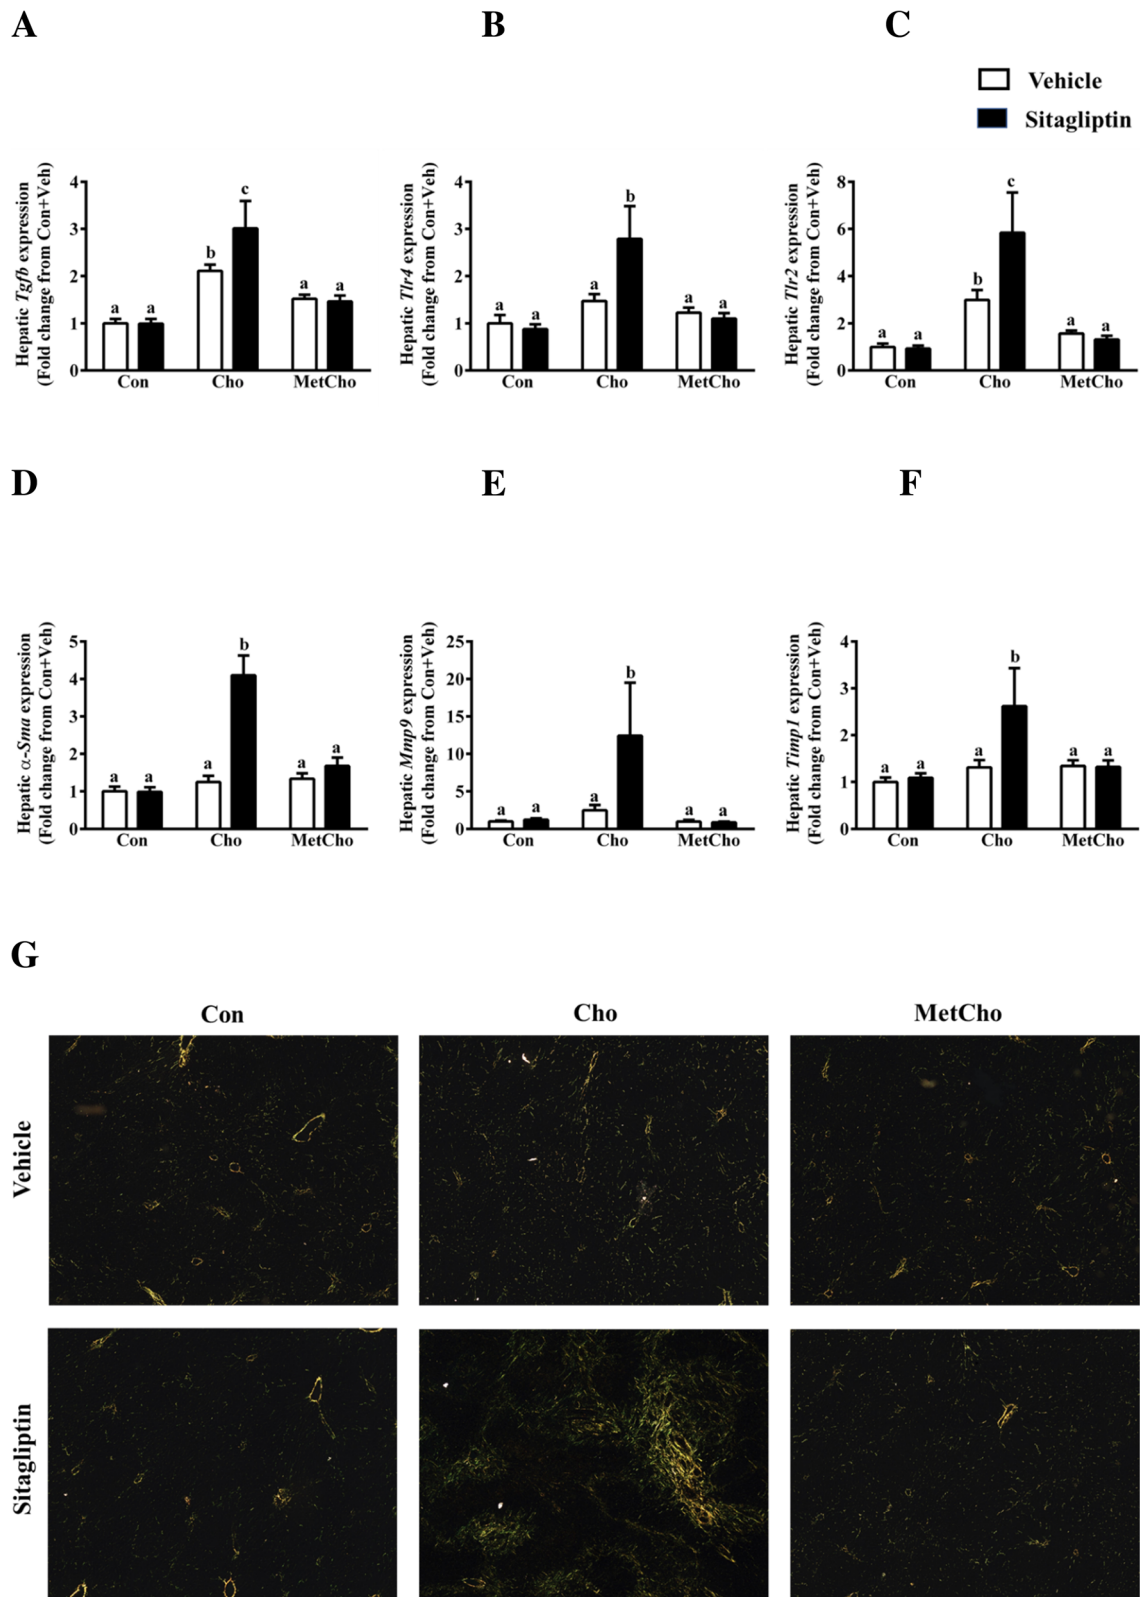 A
B
C
Vehicle
Sitagliptin
Hepatic Tgfb expression
(Fold change from Con+Veh)
4
3
2
1
0
a
a
b
c
a
a
Con
Cho
MetCho
Hepatic Tlr4 expression
(Fold change from Con+Veh)
4
3
2
1
0
a
a
a
b
a
a
Con
Cho
MetCho
Hepatic Tlr2 expression
(Fold change from Con+Veh)
8
6
4
2
0
a
a
b
c
a
a
Con
Cho
MetCho
D
E
F
Hepatic α-Sma expression
(Fold change from Con+Veh)
5
4
3
2
1
0
a
a
a
b
a
a
Con
Cho
MetCho
Hepatic Mmp9 expression
(Fold change from Con+Veh)
25
20
15
10
5
0
a
a
a
b
a
a
Con
Cho
MetCho
Hepatic Timp1 expression
(Fold change from Con+Veh)
4
3
2
1
0
a
a
a
b
a
a
Con
Cho
MetCho
G
Con
Cho
MetCho
Vehicle
Sitagliptin